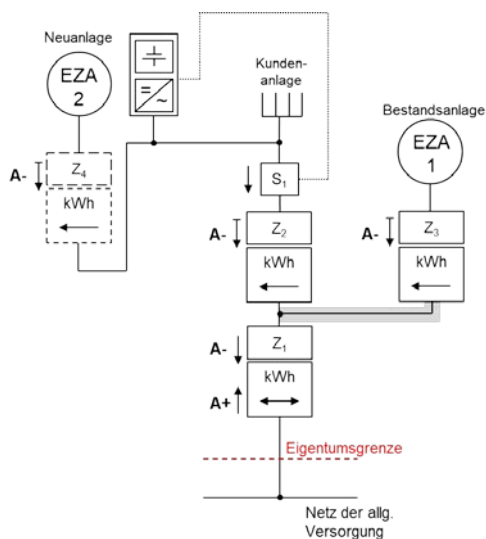 Neuanlage
EZA
2
=
~
Kunden-
anlage
Bestandsanlage
EZA
1
A-
Z4
kWh
S1
A-
Z2
kWh
A-
Z3
kWh
A-
Z1
A+
kWh
Eigentumsgrenze
Netz der allg.
Versorgung